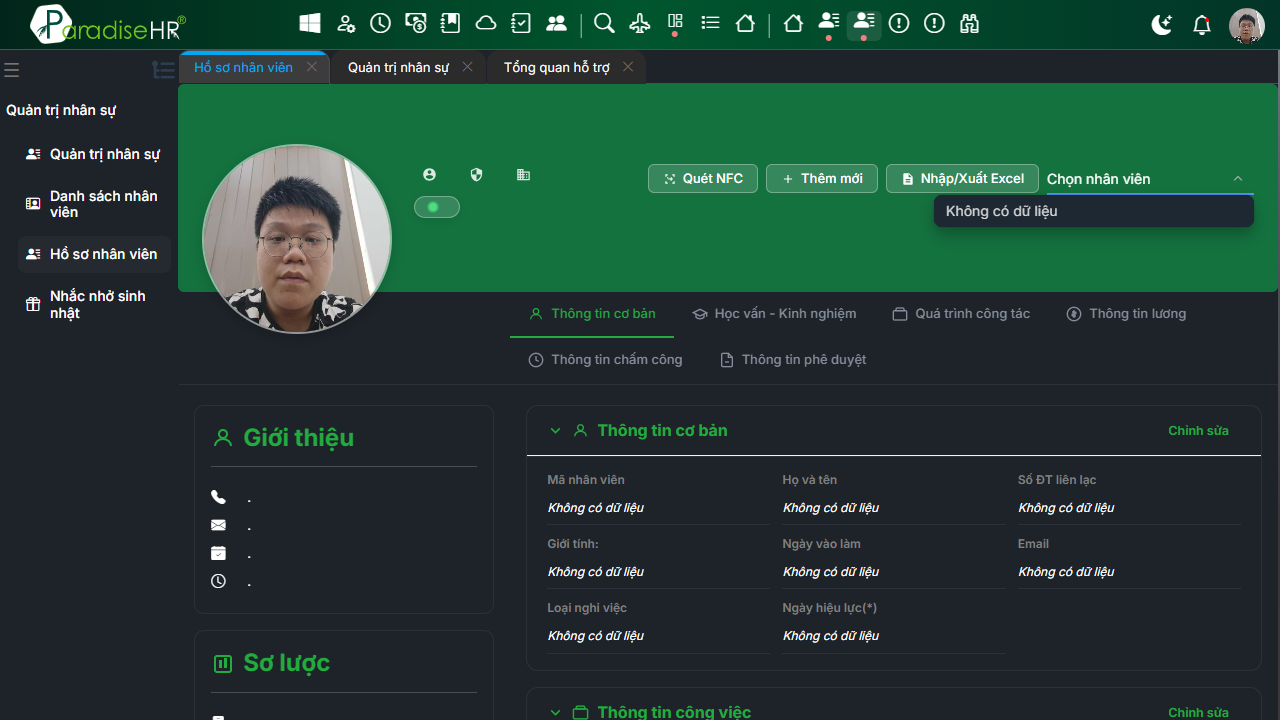 ParadiseHR®
Hồ sơ nhân viên
Quản trị nhân sự
Tổng quan hỗ trợ
Quản trị nhân sự
Quản trị nhân sự
Danh sách nhân
viên
Hồ sơ nhân viên
Nhắc nhở sinh
nhật
Quét NFC
Thêm mới
Nhập/Xuất Excel
Chọn nhân viên
Không có dữ liệu
Thông tin cơ bản
Học vấn - Kinh nghiệm
Quá trình công tác
Thông tin lương
Thông tin chấm công
Thông tin phê duyệt
Giới thiệu
.
.
.
.
Sơ lược
Thông tin cơ bản
Chỉnh sửa
Mã nhân viên
Họ và tên
Số ĐT liên lạc
Không có dữ liệu
Không có dữ liệu
Không có dữ liệu
Giới tính:
Ngày vào làm
Email
Không có dữ liệu
Không có dữ liệu
Không có dữ liệu
Loại nghỉ việc
Ngày hiệu lực(*)
Không có dữ liệu
Không có dữ liệu
Thông tin công việc
Chỉnh sửa